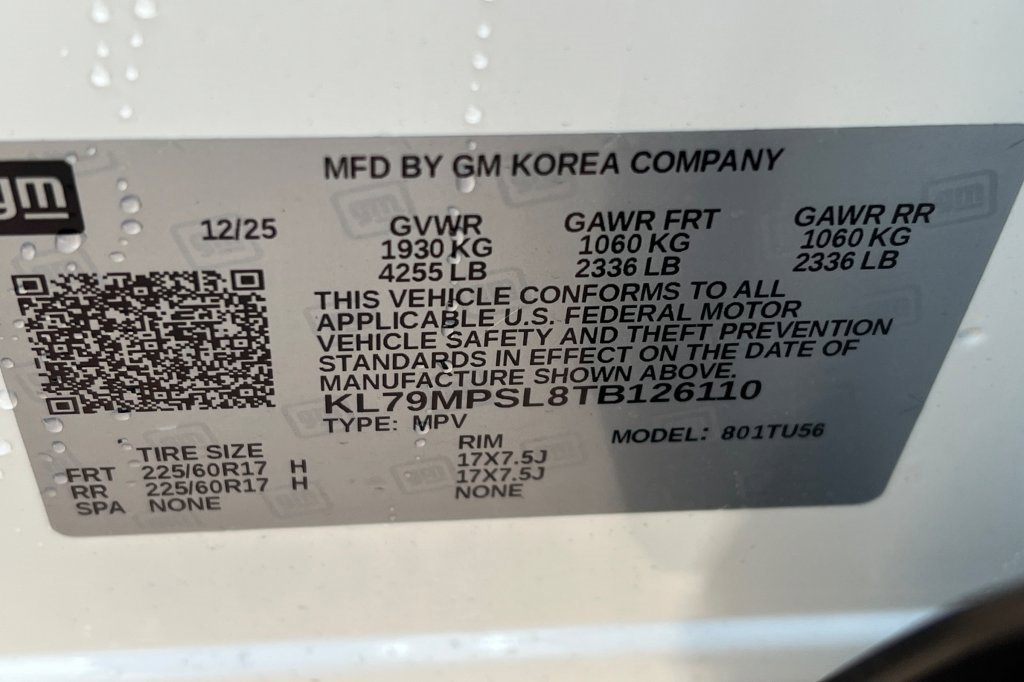 gm
MFD BY GM KOREA COMPANY
12/25 GVWR GAWR FRT GAWR RR
1930 KG 1060 KG 1060 KG
4255 LB 2336 LB 2336 LB
THIS VEHICLE CONFORMS TO ALL
APPLICABLE U.S. FEDERAL MOTOR
VEHICLE SAFETY AND THEFT PREVENTION
STANDARDS IN EFFECT ON THE DATE OF
MANUFACTURE SHOWN ABOVE.
KL79MPSL8TB126110
TYPE: MPV MODEL: 801TU56
TIRE SIZE RIM
FRT 225/60R17 H 17X7.5J
RR 225/60R17 H 17X7.5J
SPA NONE NONE